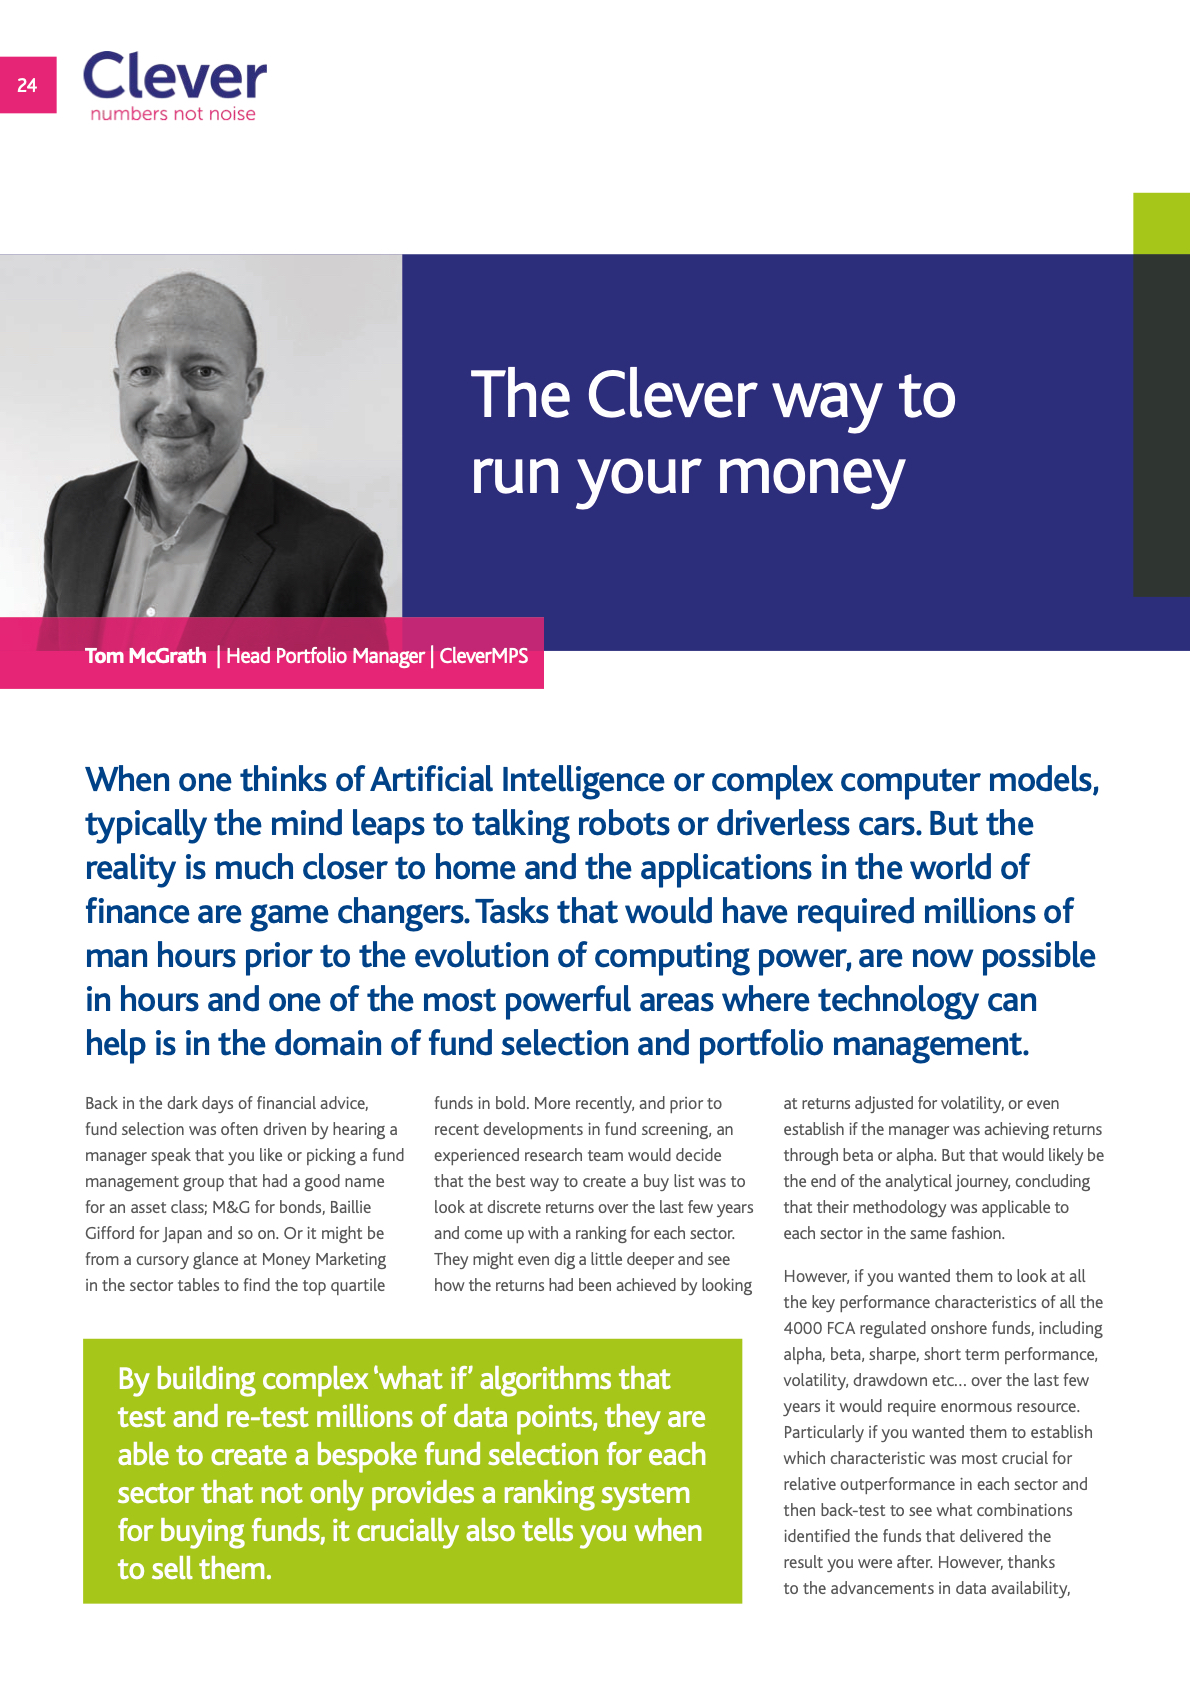 24
Clever
numbers not noise
The Clever way to
run your money
Tom McGrath | Head Portfolio Manager | CleverMPS
When one thinks of Artificial Intelligence or complex computer models,
typically the mind leaps to talking robots or driverless cars. But the
reality is much closer to home and the applications in the world of
finance are game changers. Tasks that would have required millions of
man hours prior to the evolution of computing power, are now possible
in hours and one of the most powerful areas where technology can
help is in the domain of fund selection and portfolio management.
Back in the dark days of financial advice,
fund selection was often driven by hearing a
manager speak that you like or picking a fund
management group that had a good name
for an asset class; M&G for bonds, Baillie
Gifford for Japan and so on. Or it might be
from a cursory glance at Money Marketing
in the sector tables to find the top quartile
funds in bold. More recently, and prior to
recent developments in fund screening, an
experienced research team would decide
that the best way to create a buy list was to
look at discrete returns over the last few years
and come up with a ranking for each sector.
They might even dig a little deeper and see
how the returns had been achieved by looking
at returns adjusted for volatility, or even
establish if the manager was achieving returns
through beta or alpha. But that would likely be
the end of the analytical journey, concluding
that their methodology was applicable to
each sector in the same fashion.
However, if you wanted them to look at all
the key performance characteristics of all the
4000 FCA regulated onshore funds, including
alpha, beta, sharpe, short term performance,
volatility, drawdown etc... over the last few
years it would require enormous resource.
Particularly if you wanted them to establish
which characteristic was most crucial for
relative outperformance in each sector and
then back-test to see what combinations
identified the funds that delivered the
result you were after. However, thanks
to the advancements in data availability,
By building complex ‘what if’ algorithms that
test and re-test millions of data points, they are
able to create a bespoke fund selection for each
sector that not only provides a ranking system
for buying funds, it crucially also tells you when
to sell them.